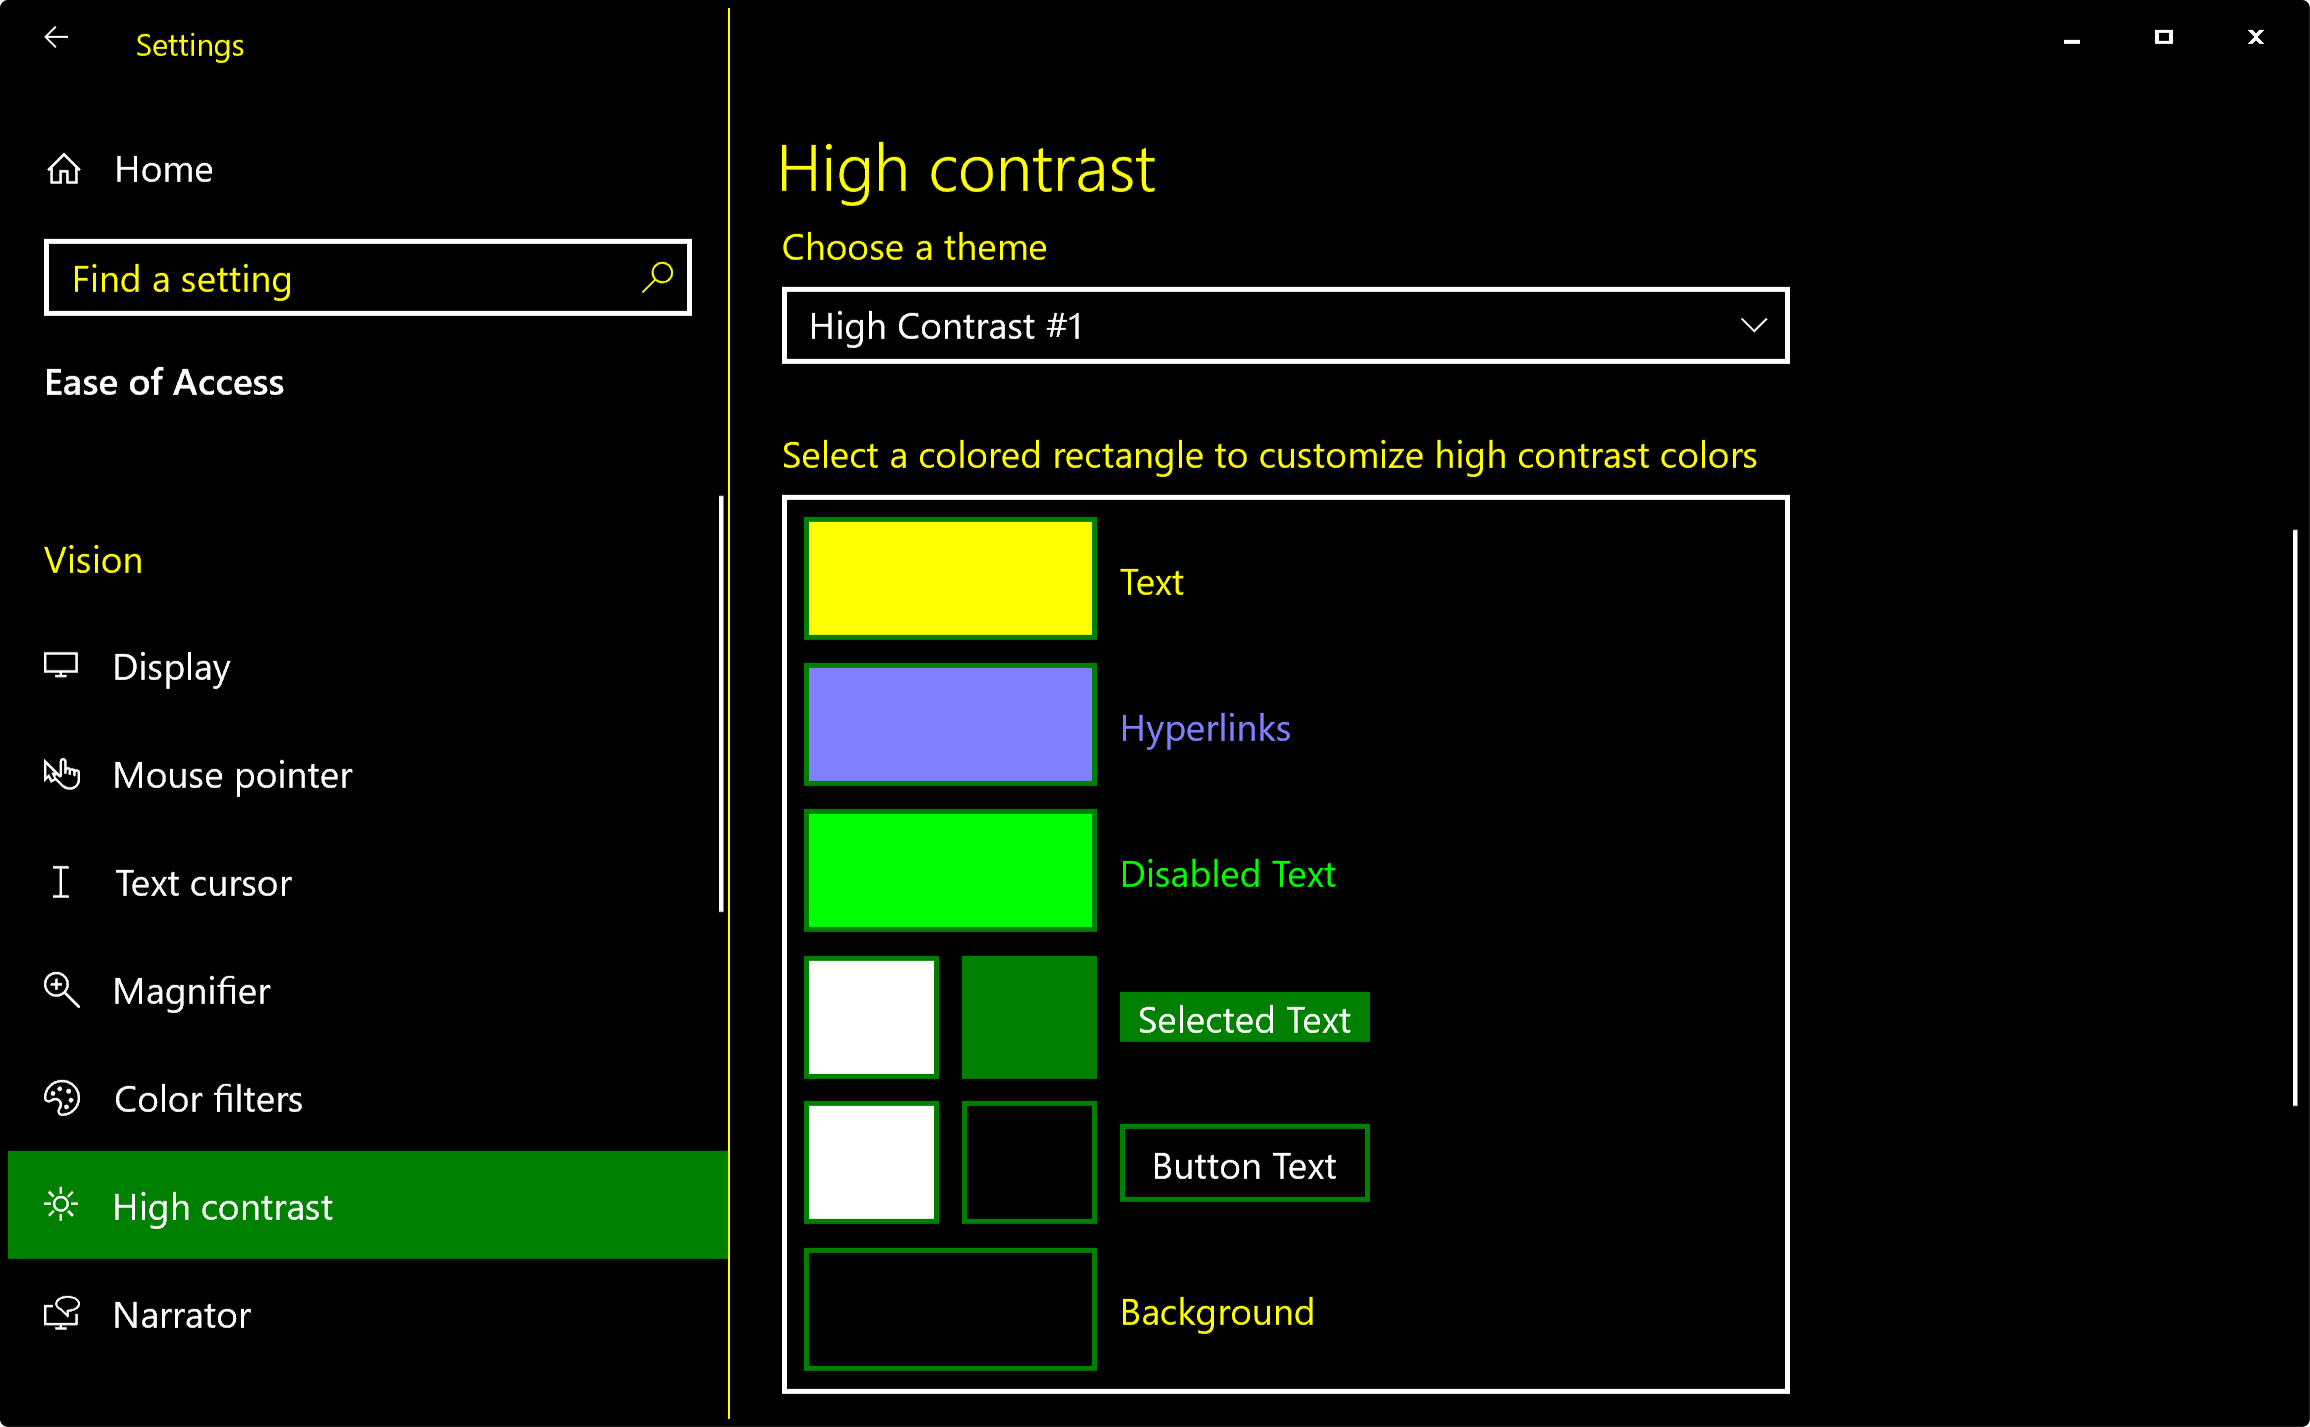 Settings
Home
Find a setting
Ease of Access
Vision
Display
Mouse pointer
Text cursor
Magnifier
Color filters
High contrast
Narrator
High contrast
Choose a theme
High Contrast #1
Select a colored rectangle to customize high contrast colors
Text
Hyperlinks
Disabled Text
Selected Text
Button Text
Background